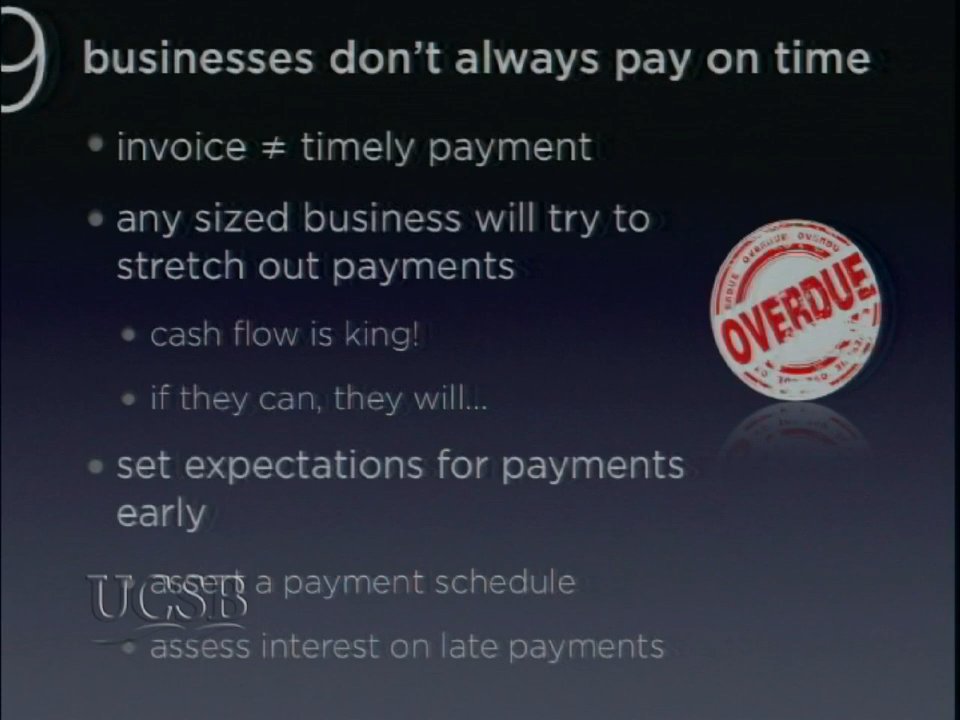 9 businesses don't always pay on time
• invoice ≠ timely payment
• any sized business will try to
stretch out payments
• cash flow is king!
• if they can, they will...
• set expectations for payments
early
• assert a payment schedule
• assess interest on late payments
OVERDUE
OVERDUE
UCSB